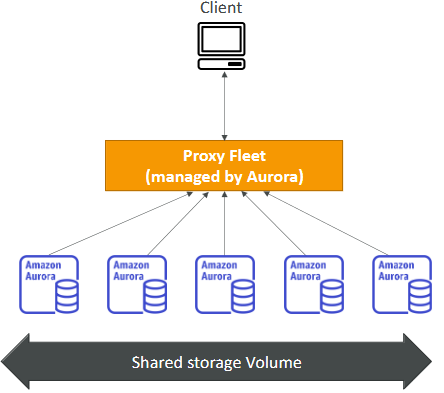 Client
Proxy Fleet
(managed by Aurora)
Amazon
Aurora
Amazon
Aurora
Amazon
Aurora
Amazon
Aurora
Amazon
Aurora
Shared storage Volume